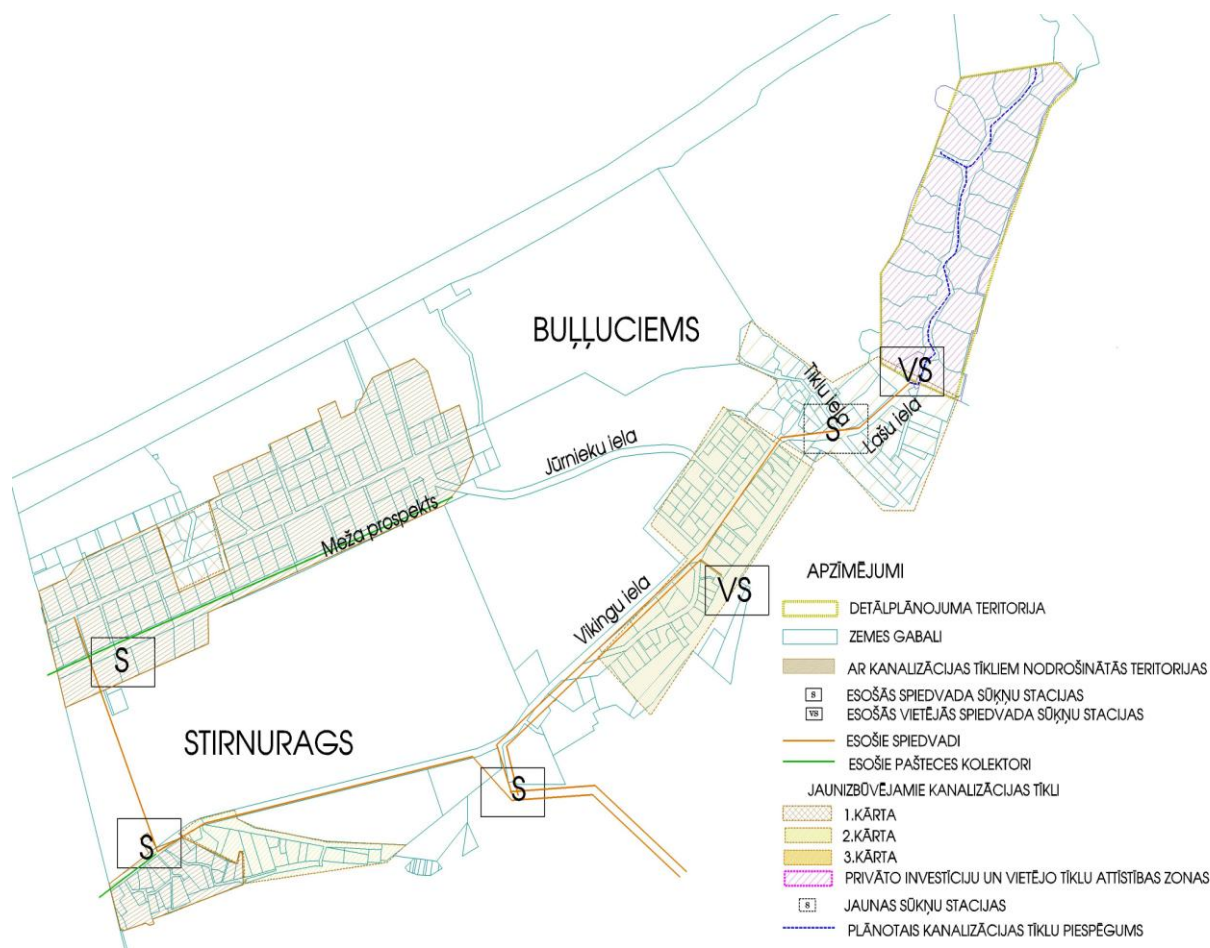 BUĻĻUCIEMS
VS
Tīklu iela
S
Lašu iela
Jūrnieku iela
Meža prospekts
Vikingu iela
VS
S
STIRNURAGS
S
S
APZĪMĒJUMI
DETĀLPLĀNOJUMA TERITORIJA
ZEMES GABALI
AR KANALIZĀCIJAS TĪKLIEM NODROŠINĀTĀS TERITORIJAS
S ESOŠĀS SPIEDVADA SŪKŅU STACIJAS
VS ESOŠĀS VIETĒJĀS SPIEDVADA SŪKŅU STACIJAS
ESOŠIE SPIEDVADI
ESOŠIE PAŠTECES KOLEKTORI
JAUNIZBŪVĒJAMIE KANALIZĀCIJAS TĪKLI
1.KĀRTA
2.KĀRTA
3.KĀRTA
PRIVĀTO INVESTĪCIJU UN VIETĒJO TĪKLU ATTĪSTĪBAS ZONAS
S JAUNAS SŪKŅU STACIJAS
PLĀNOTAIS KANALIZĀCIJAS TĪKLU PIESPĒGUMS